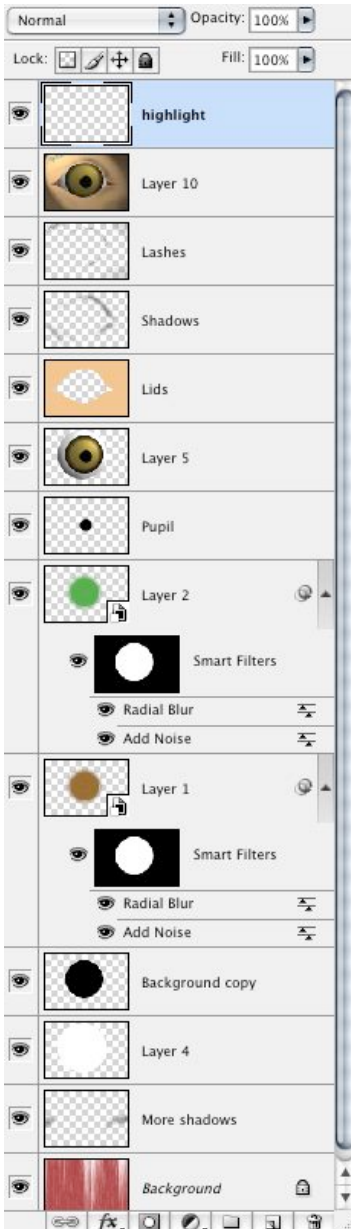 Normal Opacity: 100%
Lock: Fill: 100%
highlight
Layer 10
Lashes
Shadows
Lids
Layer 5
Pupil
Layer 2
Smart Filters
Radial Blur
Add Noise
Layer 1
Smart Filters
Radial Blur
Add Noise
Background copy
Layer 4
More shadows
Background
fx.